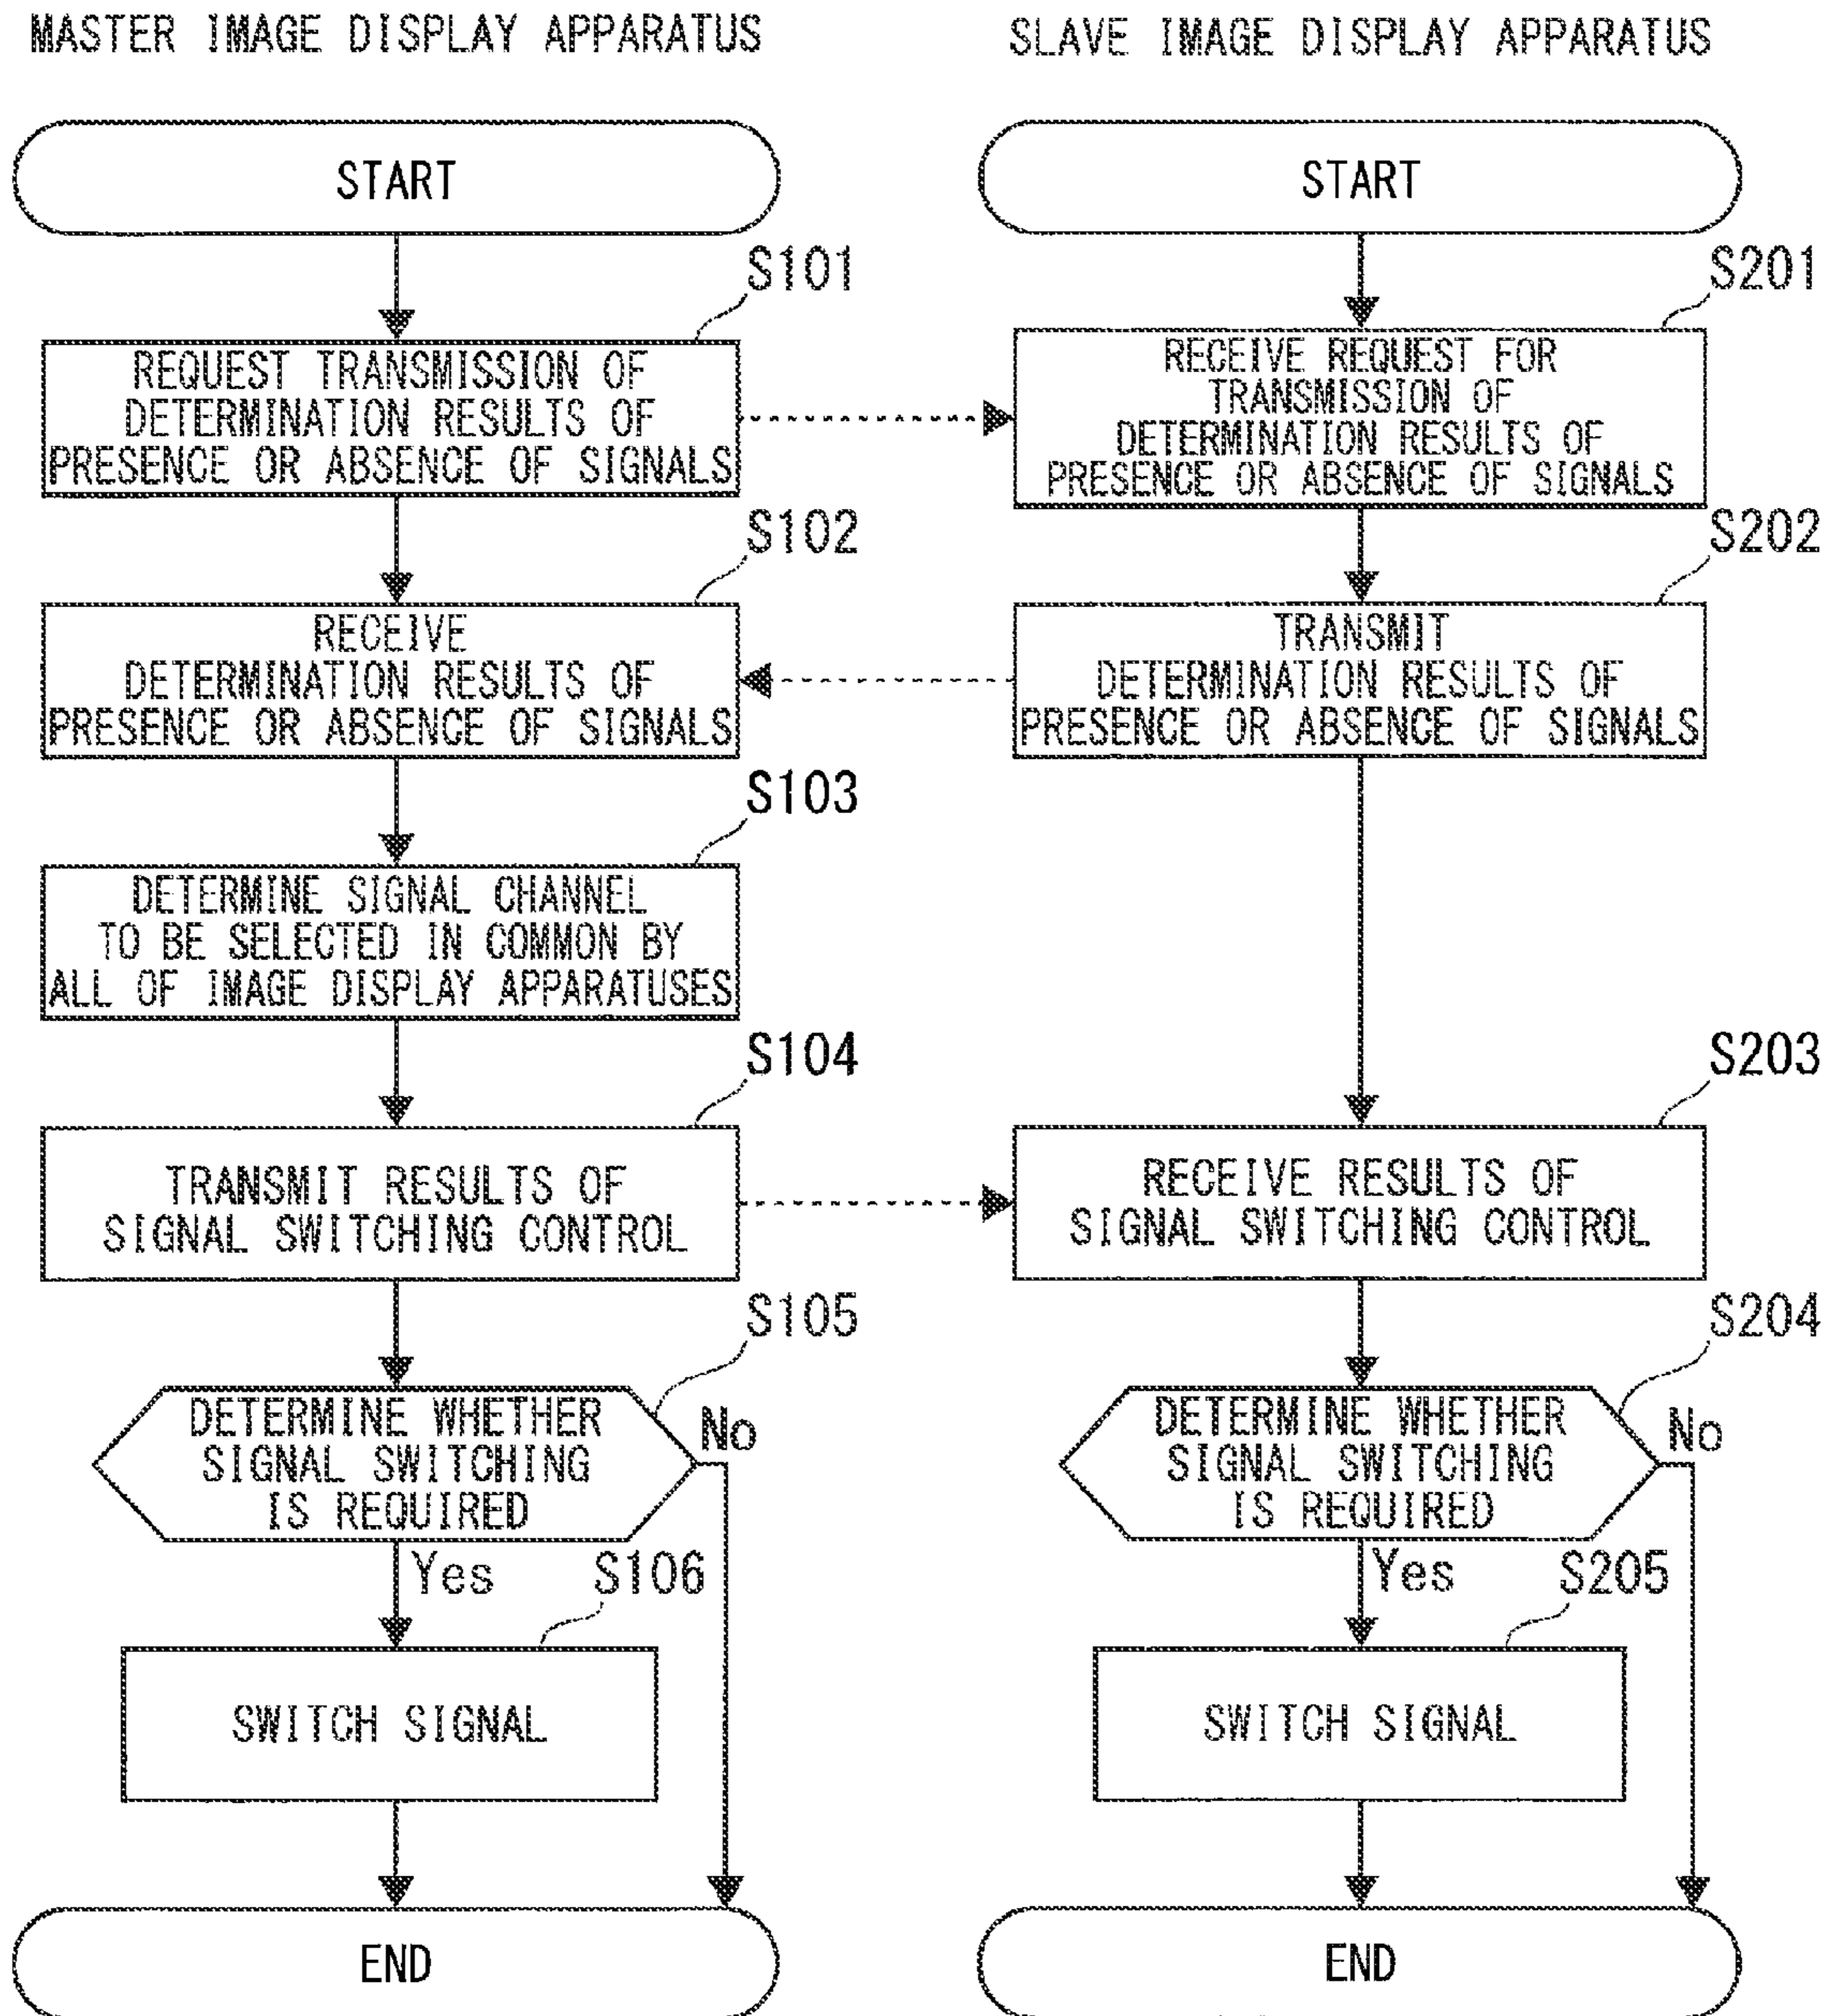 MASTER IMAGE DISPLAY APPARATUS
START
S101
REQUEST TRANSMISSION OF
DETERMINATION RESULTS OF
PRESENCE OR ABSENCE OF SIGNALS
S102
RECEIVE
DETERMINATION RESULTS OF
PRESENCE OR ABSENCE OF SIGNALS
S103
DETERMINE SIGNAL CHANNEL
TO BE SELECTED IN COMMON BY
ALL OF IMAGE DISPLAY APPARATUSES
S104
TRANSMIT RESULTS OF
SIGNAL SWITCHING CONTROL
S105
DETERMINE WHETHER
SIGNAL SWITCHING
IS REQUIRED
No
Yes
S106
SWITCH SIGNAL
END
SLAVE IMAGE DISPLAY APPARATUS
START
S201
RECEIVE REQUEST FOR
TRANSMISSION OF
DETERMINATION RESULTS OF
PRESENCE OR ABSENCE OF SIGNALS
S202
TRANSMIT
DETERMINATION RESULTS OF
PRESENCE OR ABSENCE OF SIGNALS
S203
RECEIVE RESULTS OF
SIGNAL SWITCHING CONTROL
S204
DETERMINE WHETHER
SIGNAL SWITCHING
IS REQUIRED
No
Yes
S205
SWITCH SIGNAL
END